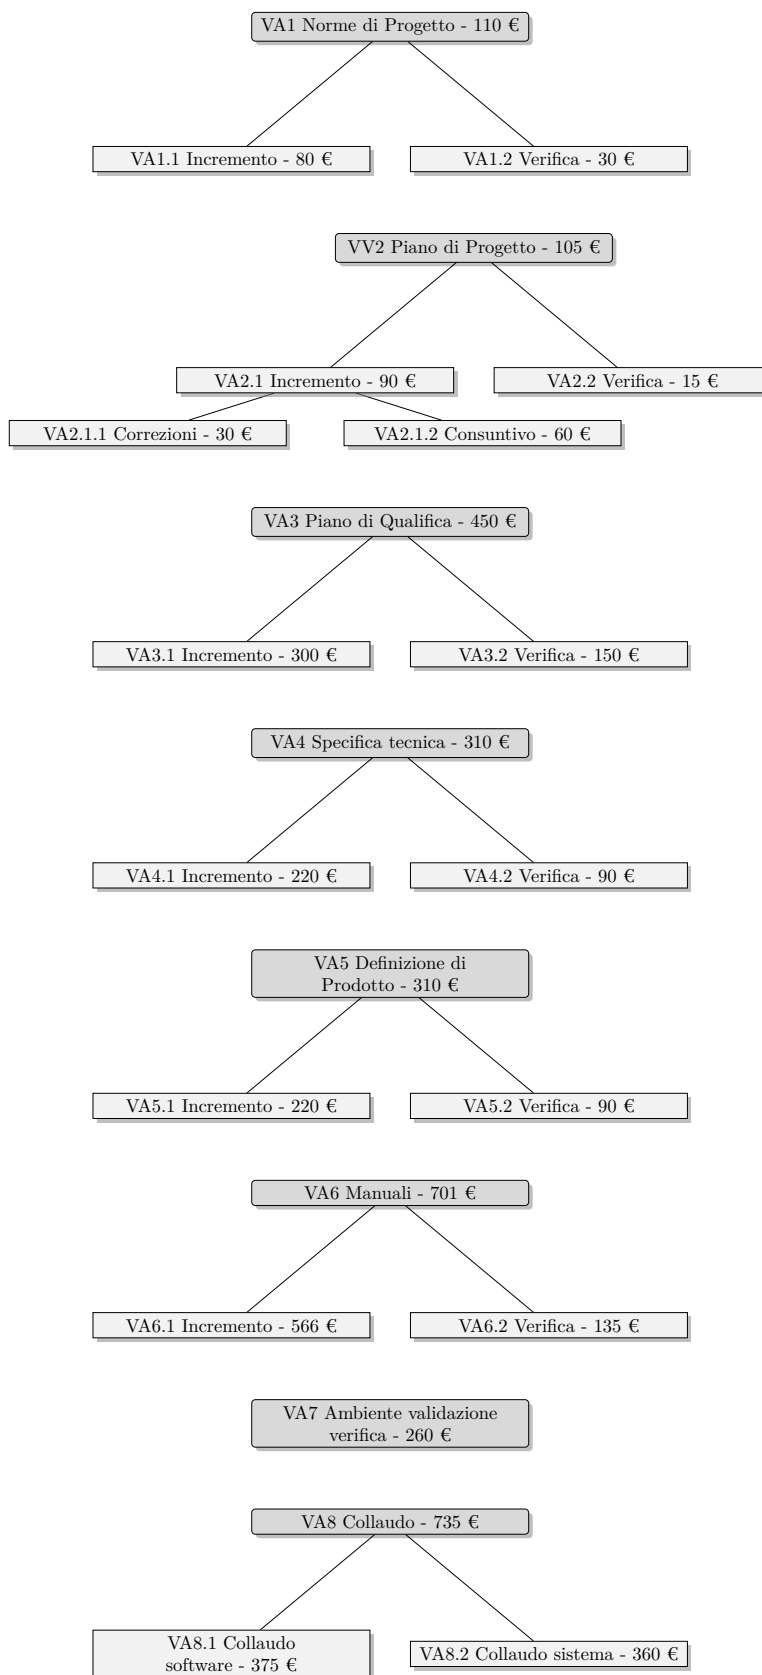 VA1 Norme di Progetto - 110 €
VA1.1 Incremento - 80 €
VA1.2 Verifica - 30 €
VV2 Piano di Progetto - 105 €
VA2.1 Incremento - 90 €
VA2.2 Verifica - 15 €
VA2.1.1 Correzioni - 30 €
VA2.1.2 Consuntivo - 60 €
VA3 Piano di Qualifica - 450 €
VA3.1 Incremento - 300 €
VA3.2 Verifica - 150 €
VA4 Specifica tecnica - 310 €
VA4.1 Incremento - 220 €
VA4.2 Verifica - 90 €
VA5 Definizione di
Prodotto - 310 €
VA5.1 Incremento - 220 €
VA5.2 Verifica - 90 €
VA6 Manuali - 701 €
VA6.1 Incremento - 566 €
VA6.2 Verifica - 135 €
VA7 Ambiente validazione
verifica - 260 €
VA8 Collaudo - 735 €
VA8.1 Collaudo
software - 375 €
VA8.2 Collaudo sistema - 360 €